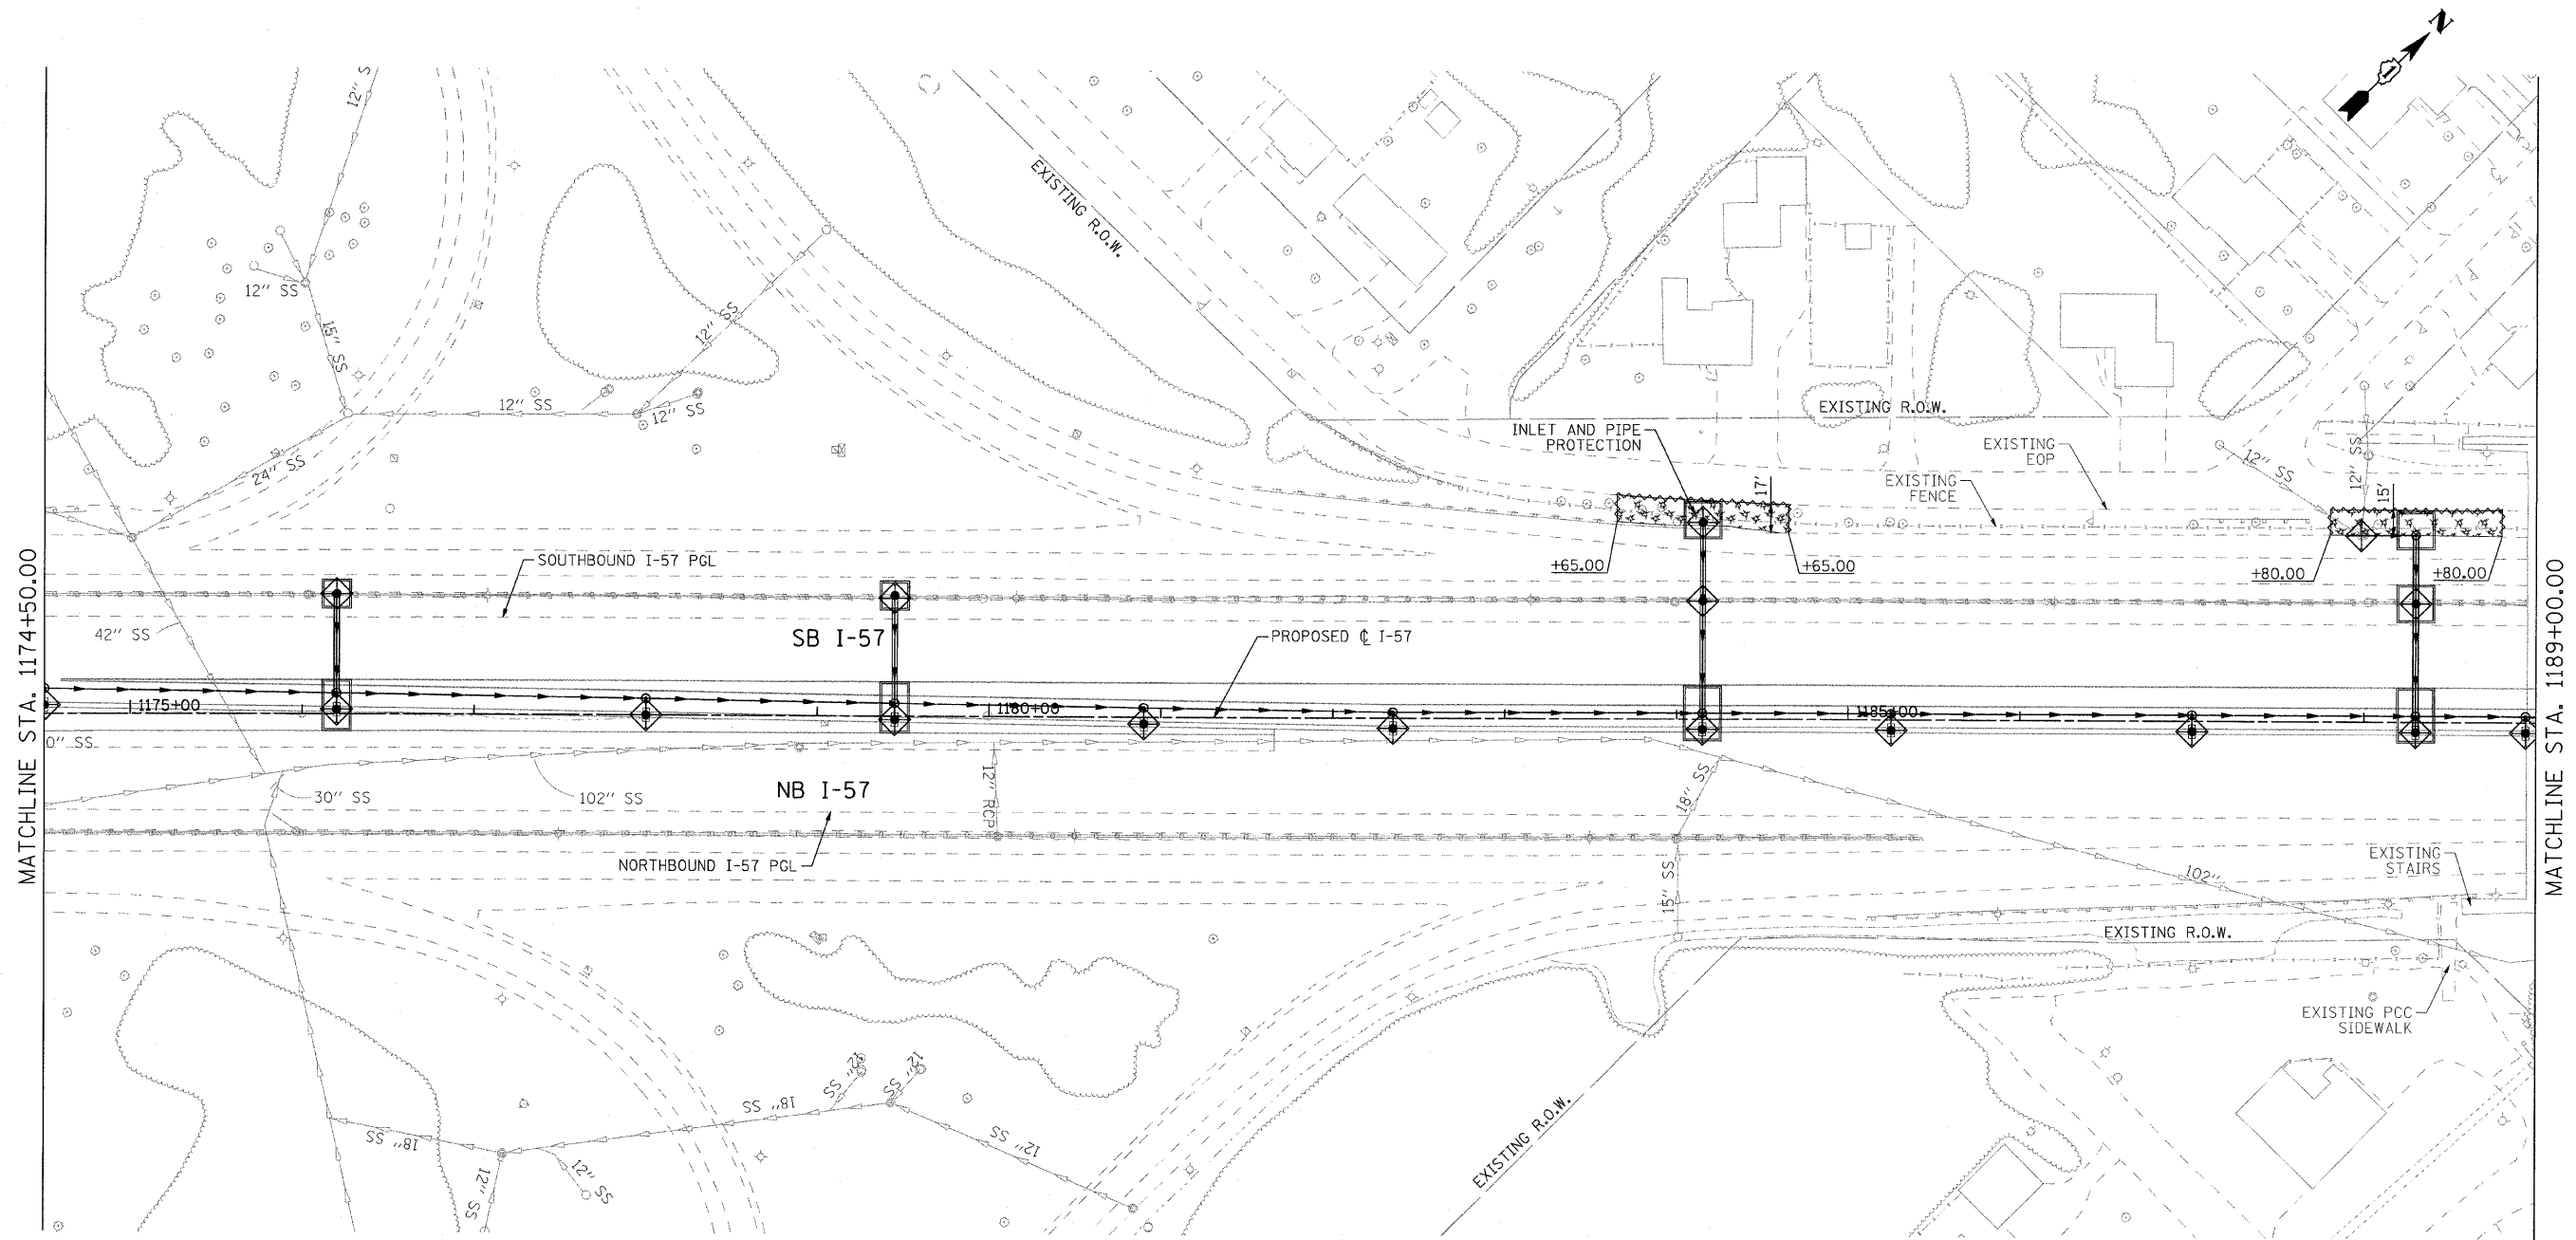 N
12" SS
EXISTING R.O.W.
12" SS
15" SS
12" SS
12" SS
12" SS
24" SS
EXISTING R.O.W.
INLET AND PIPE
PROTECTION
EXISTING
EOP
EXISTING
FENCE
17'
12" SS
12" SS
15'
+65.00
+65.00
+80.00
+80.00
SOUTHBOUND I-57 PGL
42" SS
SB I-57
PROPOSED ℄ I-57
MATCHLINE STA. 1174+50.00
MATCHLINE STA. 1189+00.00
1175+00
1180+00
1185+00
0" SS
30" SS
102" SS
NB I-57
12" RCP
18" SS
NORTHBOUND I-57 PGL
15" SS
102"
EXISTING
STAIRS
EXISTING R.O.W.
EXISTING PCC
SIDEWALK
12" SS
12" SS
18" SS
18" SS
12" SS
12" SS
12" SS
EXISTING R.O.W.